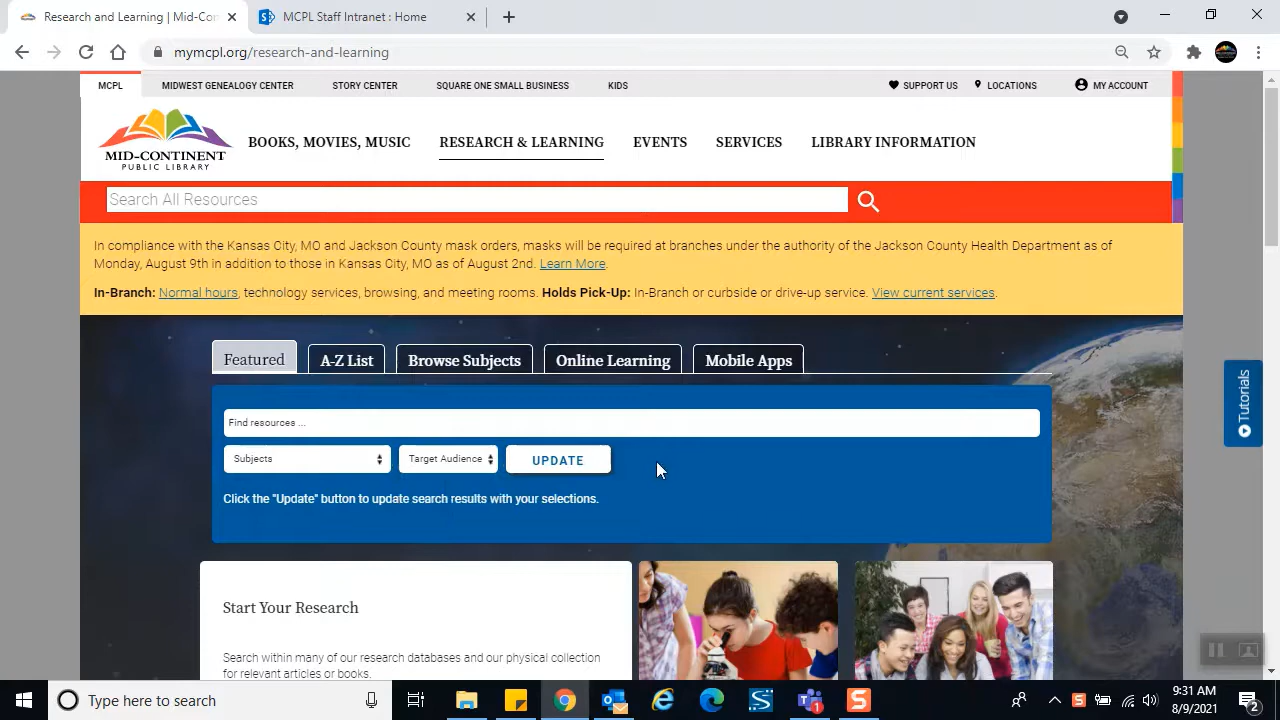 Research and Learning | Mid-Con
MCPL Staff Intranet : Home
mymcpl.org/research-and-learning
MCPL
MIDWEST GENEALOGY CENTER
STORY CENTER
SQUARE ONE SMALL BUSINESS
KIDS
SUPPORT US
LOCATIONS
MY ACCOUNT
MID-CONTINENT
PUBLIC LIBRARY
BOOKS, MOVIES, MUSIC
RESEARCH & LEARNING
EVENTS
SERVICES
LIBRARY INFORMATION
Search All Resources
In compliance with the Kansas City, MO and Jackson County mask orders, masks will be required at branches under the authority of the Jackson County Health Department as of
Monday, August 9th in addition to those in Kansas City, MO as of August 2nd. Learn More.
In-Branch: Normal hours, technology services, browsing, and meeting rooms. Holds Pick-Up: In-Branch or curbside or drive-up service. View current services.
Featured
A-Z List
Browse Subjects
Online Learning
Mobile Apps
Tutorials
Find resources ...
Subjects
Target Audience
UPDATE
Click the "Update" button to update search results with your selections.
Start Your Research
Search within many of our research databases and our physical collection
for relevant articles or books.
Type here to search
9:31 AM
8/9/2021
2